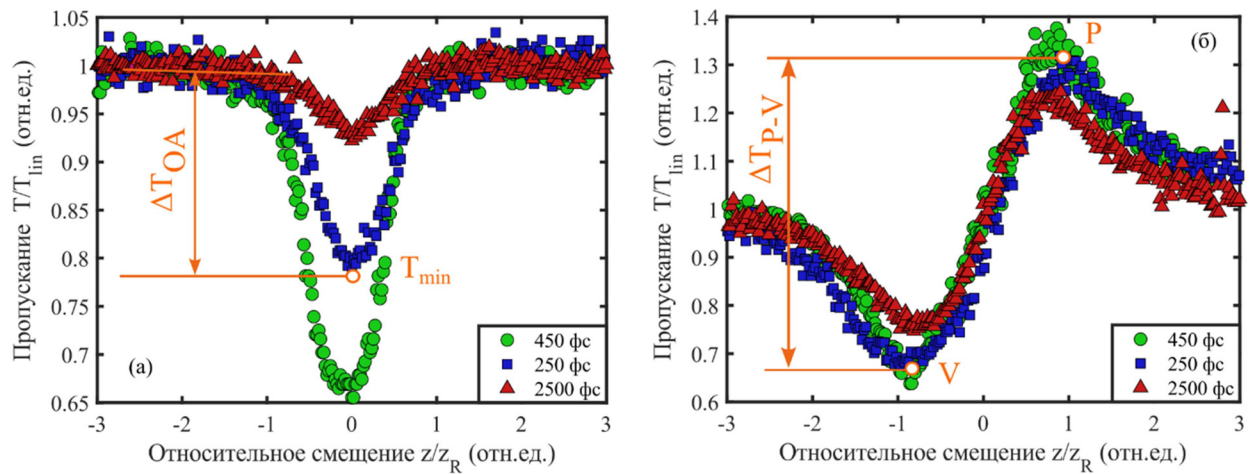 1.05
1
0.95
0.9
0.85
0.8
0.75
0.7
0.65
-3 -2 -1 0 1 2 3
Пропускание T/T_lin (отн.ед.)
Относительное смещение z/z_R (отн.ед.)
ΔT_OA
T_min
(а)
450 фс
250 фс
2500 фс
1.4
1.3
1.2
1.1
1
0.9
0.8
0.7
0.6
-3 -2 -1 0 1 2 3
Пропускание T/T_lin (отн.ед.)
Относительное смещение z/z_R (отн.ед.)
ΔT_P-V
P
V
(б)
450 фс
250 фс
2500 фс